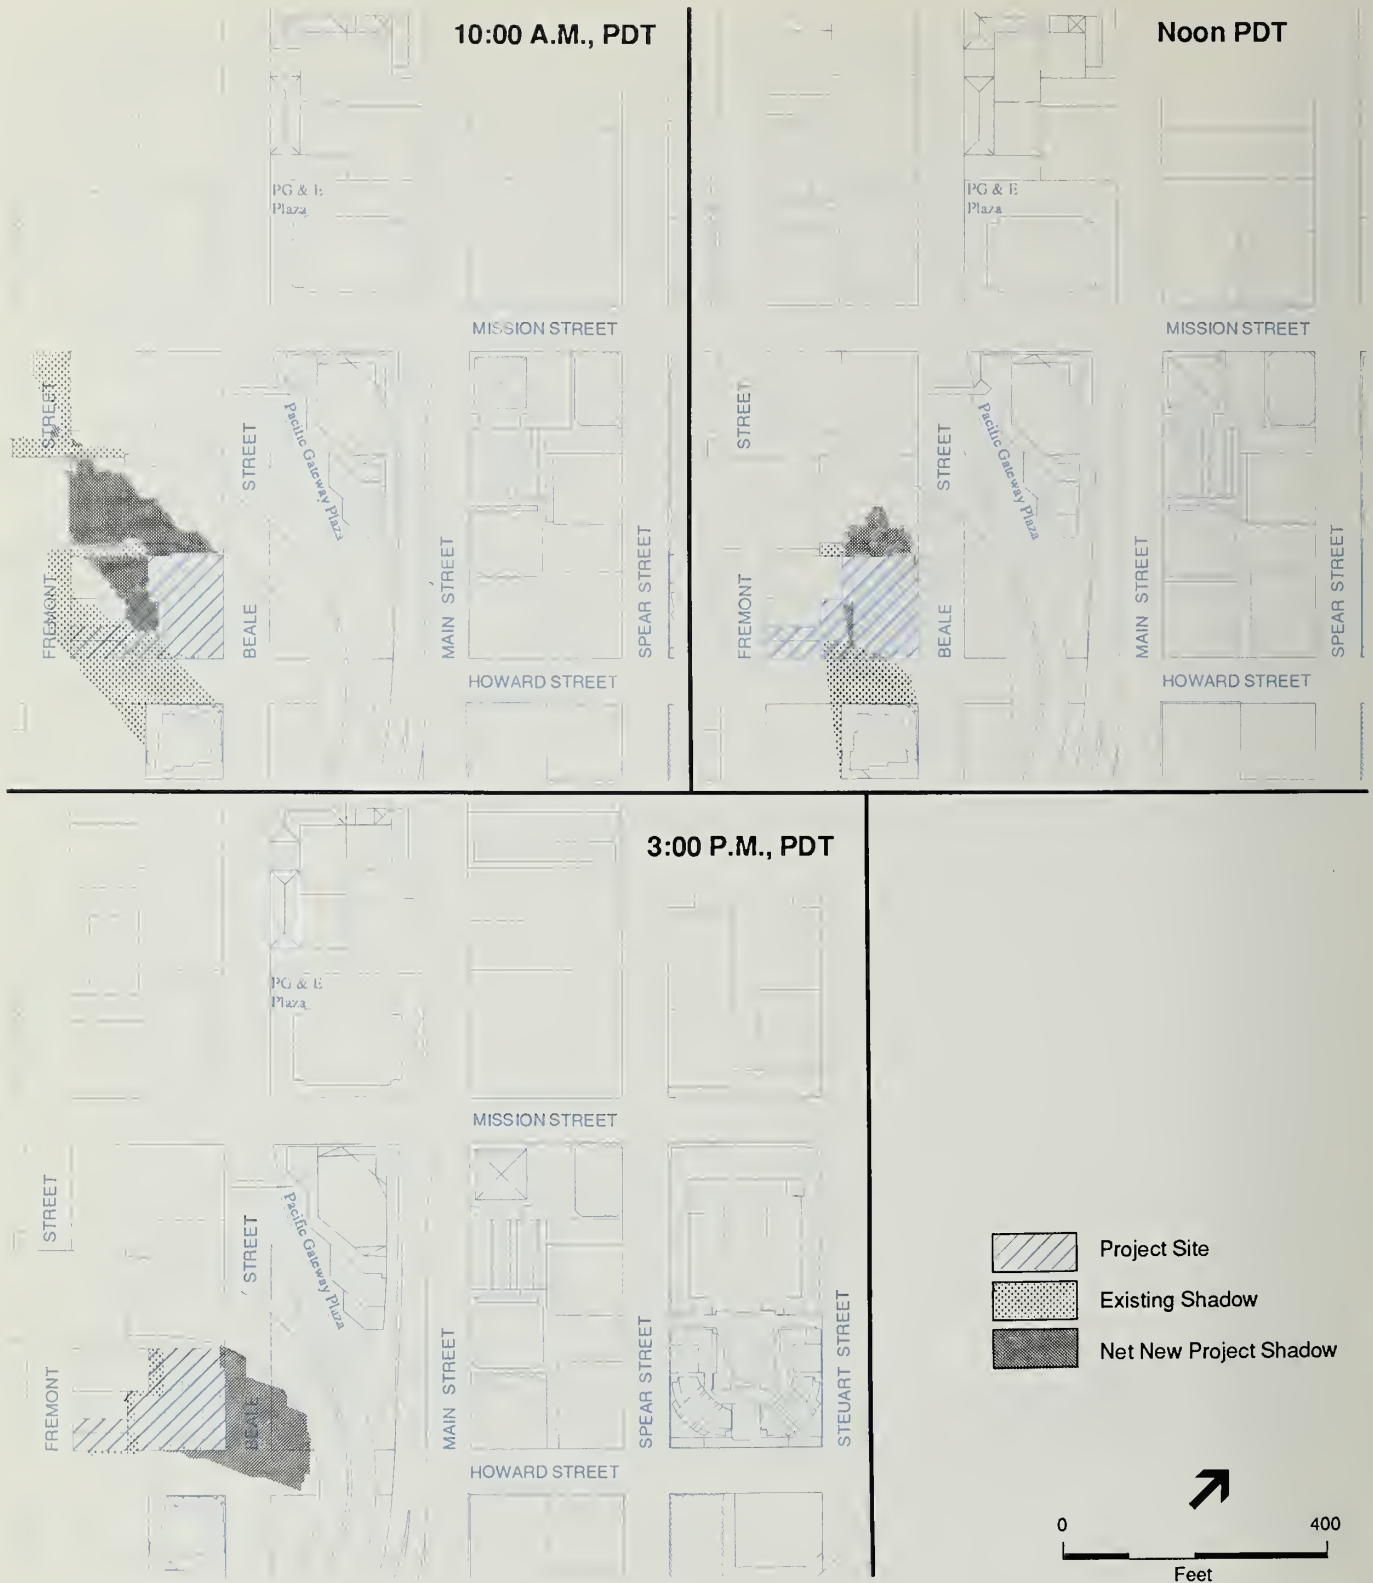 10:00 A.M., PDT
PG & E
Plaza
MISSION STREET
STREET
STREET
Pacific Gateway Plaza
FREMONT
BEALE
MAIN STREET
SPEAR STREET
HOWARD STREET
Noon PDT
PG & E
Plaza
MISSION STREET
STREET
STREET
Pacific Gateway Plaza
FREMONT
BEALE
MAIN STREET
SPEAR STREET
HOWARD STREET
3:00 P.M., PDT
PG & E
Plaza
MISSION STREET
STREET
STREET
Pacific Gateway Plaza
FREMONT
BEALE
MAIN STREET
SPEAR STREET
STEUART STREET
HOWARD STREET
Project Site
Existing Shadow
Net New Project Shadow
0 400
Feet